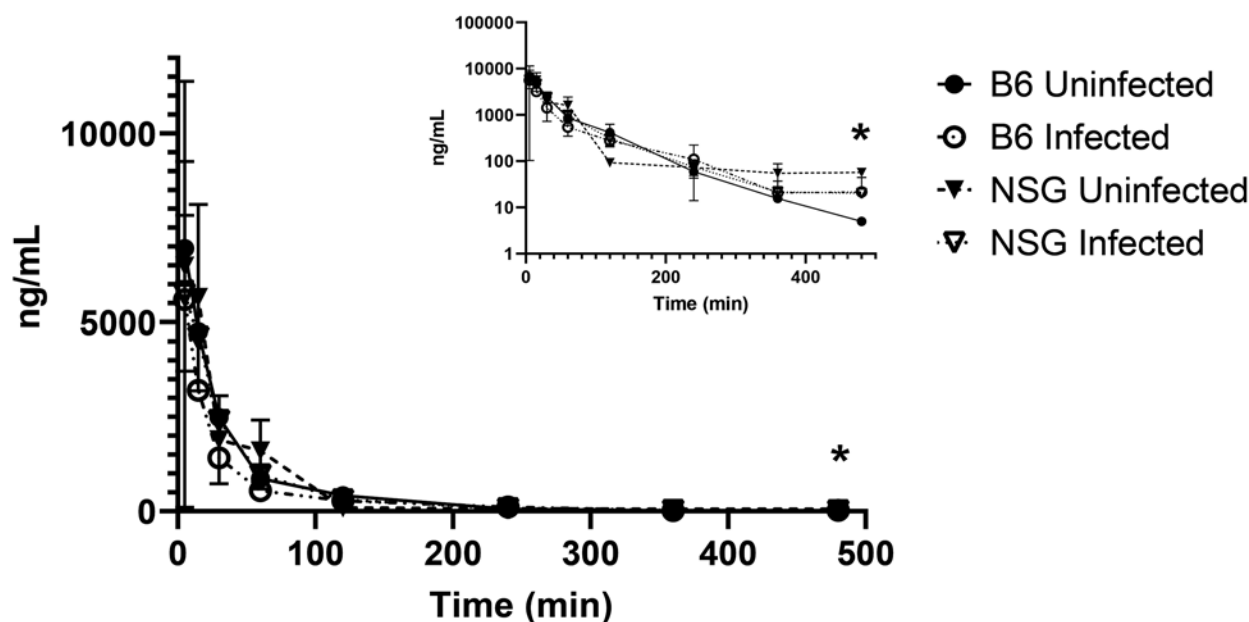 100000
10000
1000
100
10
1
ng/mL
0
200
400
Time (min)
*
B6 Uninfected
B6 Infected
NSG Uninfected
NSG Infected
10000
5000
0
ng/mL
*
0
100
200
300
400
500
Time (min)